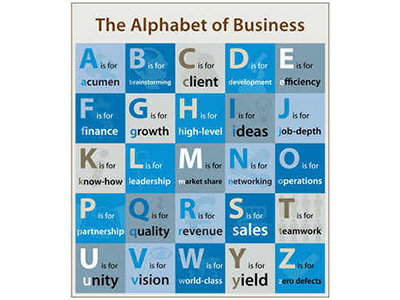 The Alphabet of Business
A is for
acumen
B is for
brainstorming
C is for
client
D is for
development
E is for
efficiency
F is for
finance
G is for
growth
H is for
high-level
I is for
ideas
J is for
job-depth
K is for
know-how
L is for
leadership
M is for
market share
N is for
networking
O is for
operations
P is for
partnership
Q is for
quality
R is for
revenue
S is for
sales
T is for
teamwork
U is for
unity
V is for
vision
W is for
world-class
Y is for
yield
Z is for
zero defects